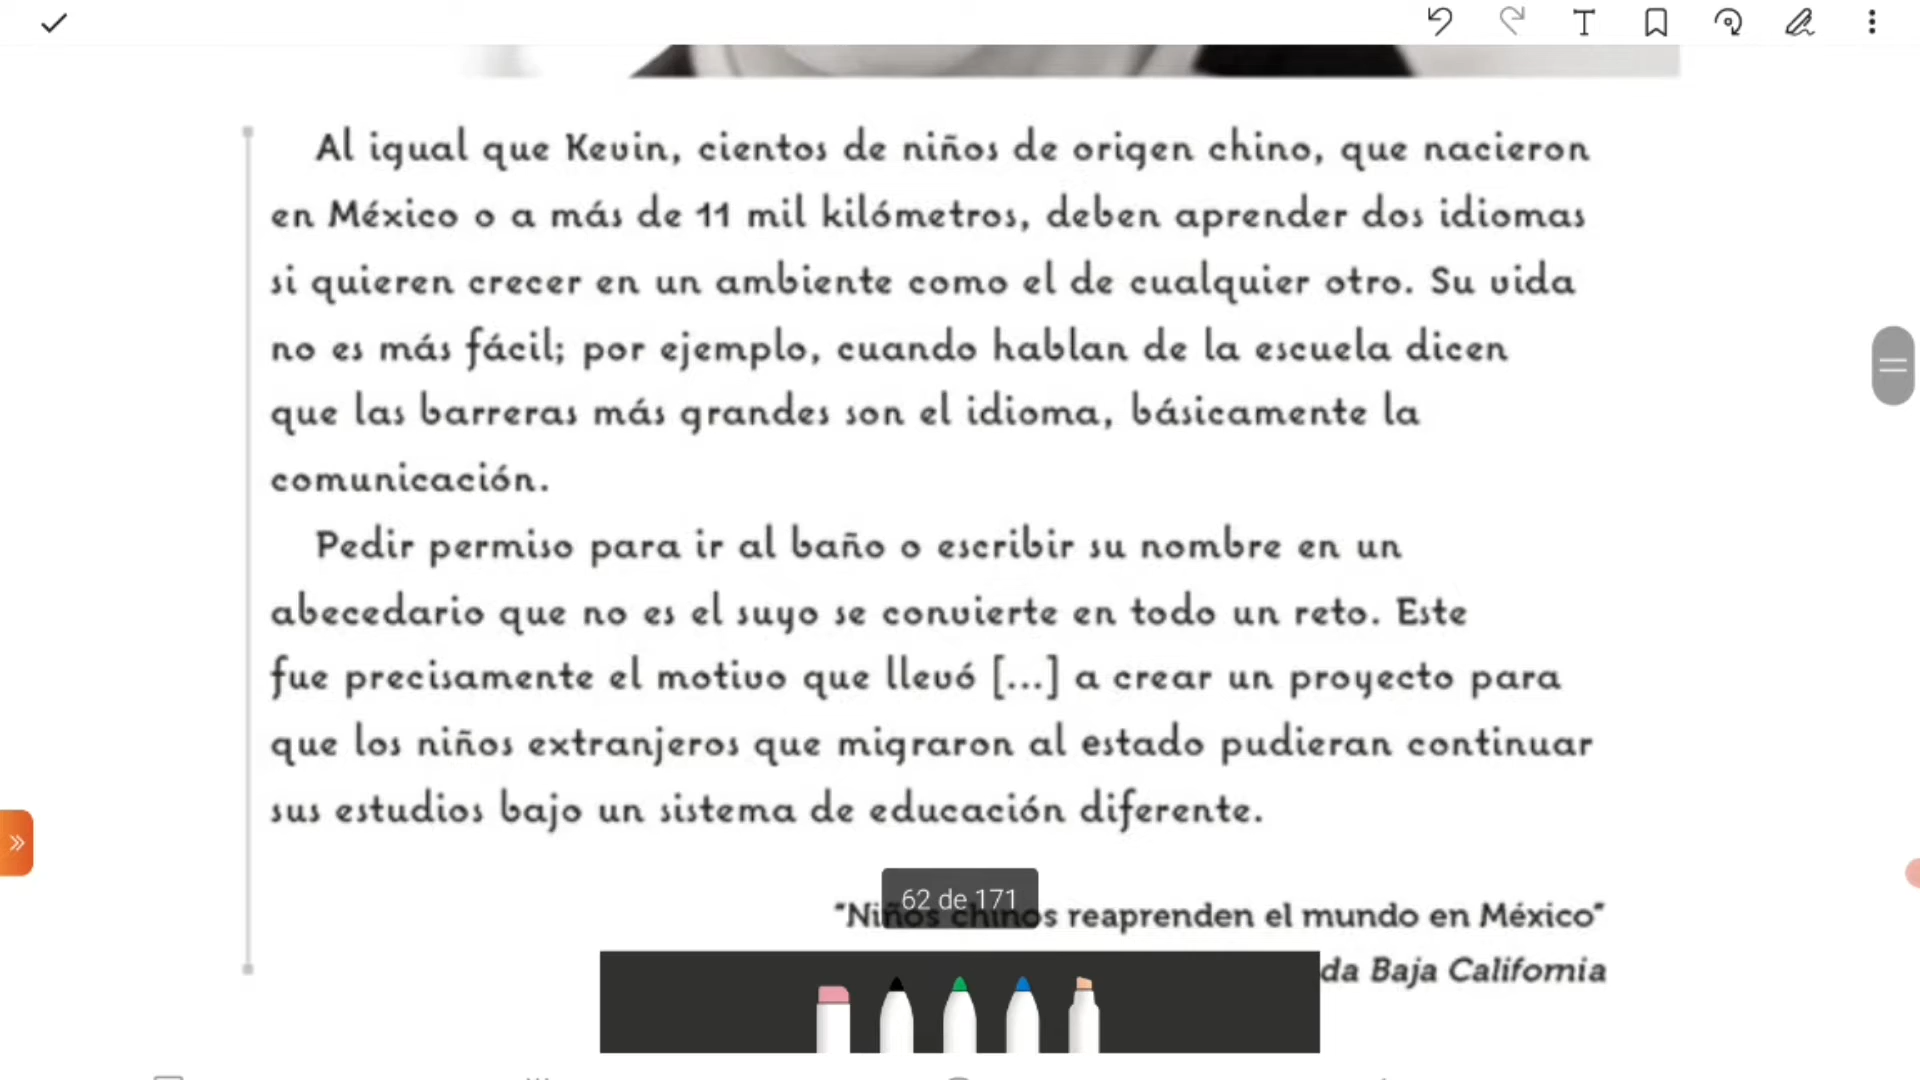 Al igual que Kevin, cientos de niños de origen chino, que nacieron
en México o a más de 11 mil kilómetros, deben aprender dos idiomas
si quieren crecer en un ambiente como el de cualquier otro. Su vida
no es más fácil; por ejemplo, cuando hablan de la escuela dicen
que las barreras más grandes son el idioma, básicamente la
comunicación.
Pedir permiso para ir al baño o escribir su nombre en un
abecedario que no es el suyo se convierte en todo un reto. Este
fue precisamente el motivo que llevó [...] a crear un proyecto para
que los niños extranjeros que migraron al estado pudieran continuar
sus estudios bajo un sistema de educación diferente.
62 de 171
“Niños chinos reaprenden el mundo en México”
da Baja California